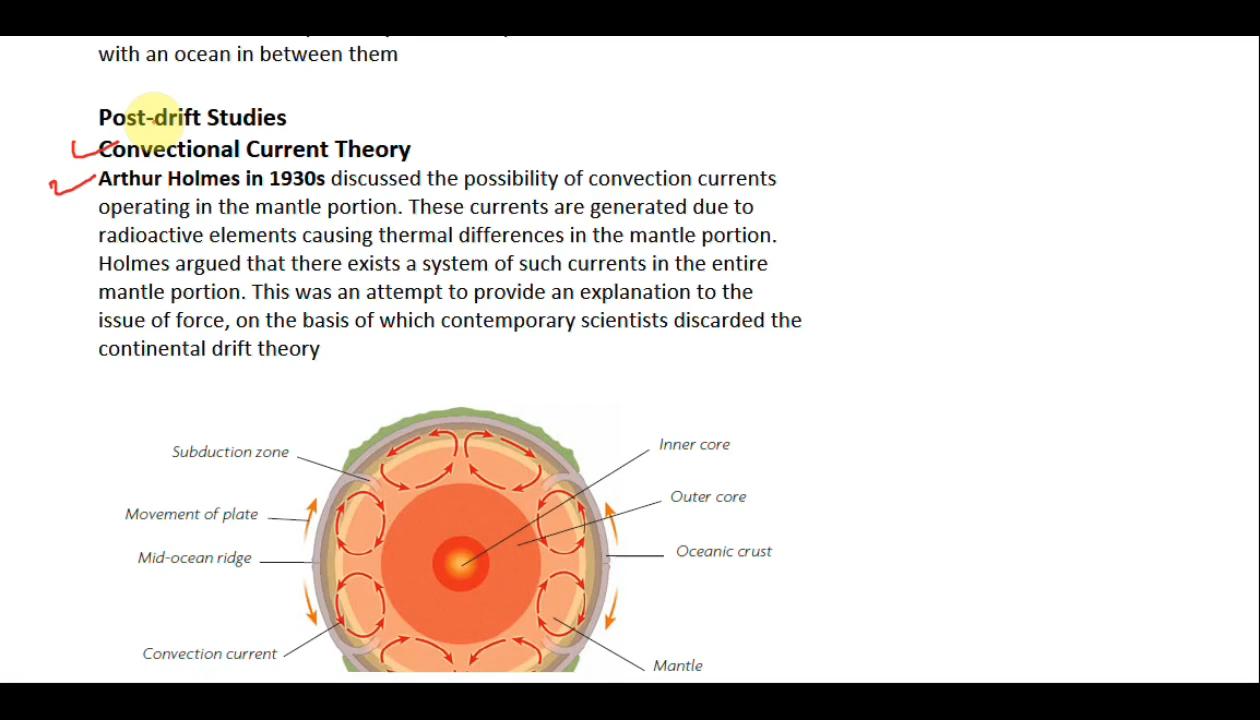 with an ocean in between them
Post-drift Studies
Convectional Current Theory
Arthur Holmes in 1930s discussed the possibility of convection currents
operating in the mantle portion. These currents are generated due to
radioactive elements causing thermal differences in the mantle portion.
Holmes argued that there exists a system of such currents in the entire
mantle portion. This was an attempt to provide an explanation to the
issue of force, on the basis of which contemporary scientists discarded the
continental drift theory
Subduction zone
Inner core
Outer core
Movement of plate
Mid-ocean ridge
Oceanic crust
Convection current
Mantle